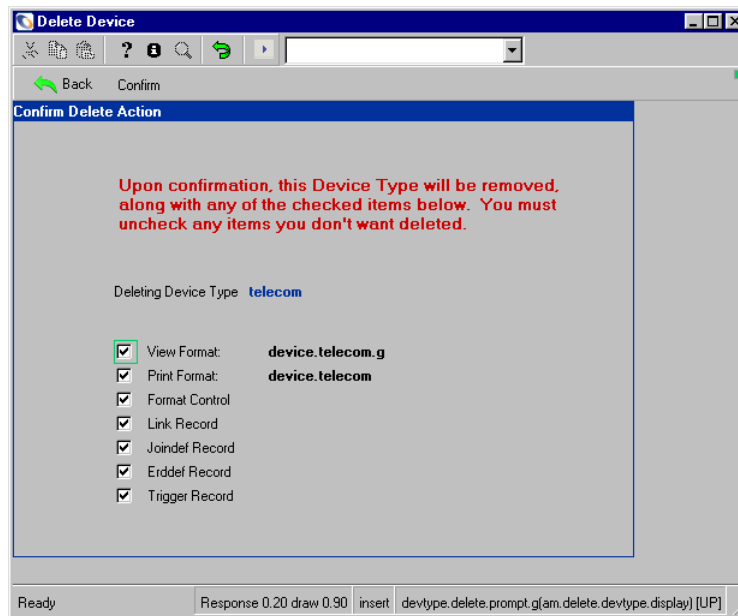 Delete Device
Back Confirm
Confirm Delete Action
Upon confirmation, this Device Type will be removed,
along with any of the checked items below. You must
uncheck any items you don't want deleted.
Deleting Device Type telecom
View Format: device.telecom.g
Print Format: device.telecom
Format Control
Link Record
Joindef Record
Erddef Record
Trigger Record
Ready Response 0.20 draw 0.90 insert devtype.delete.prompt.g(am.delete.devtype.display) [UP]